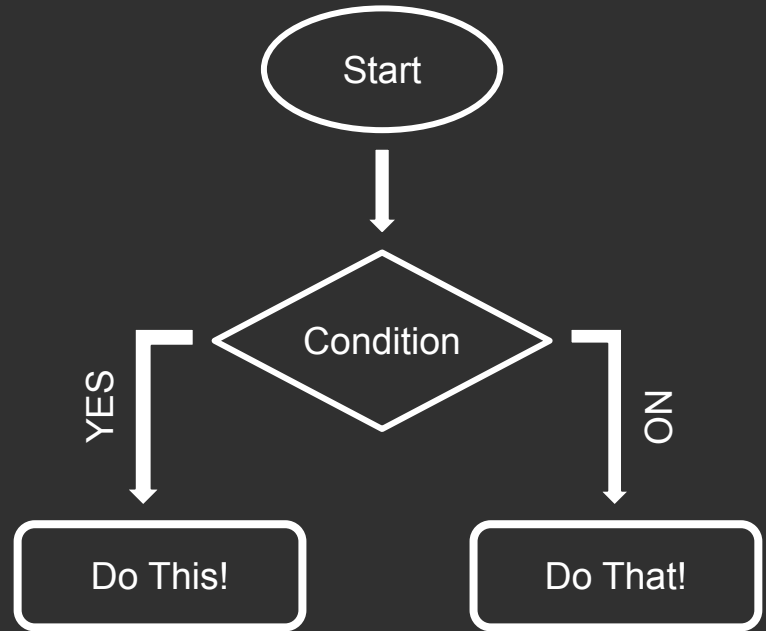 Start
Condition
YES
NO
Do This!
Do That!